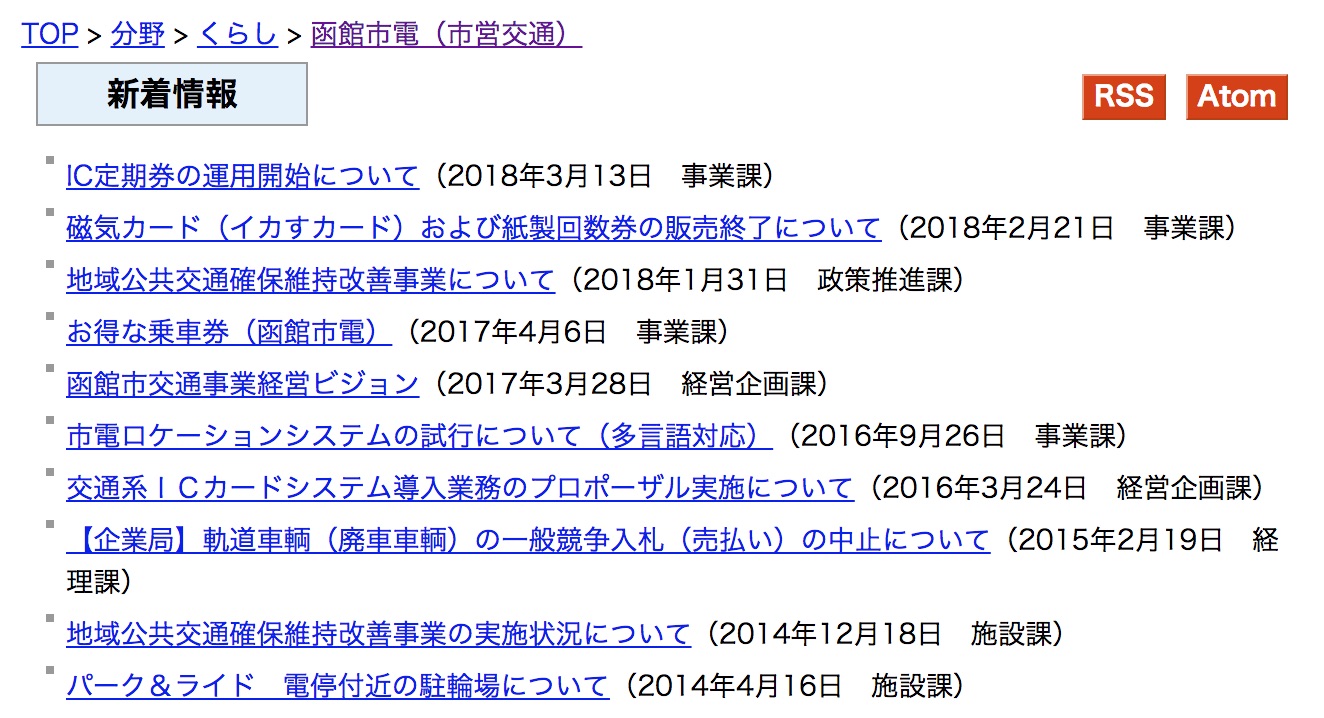 TOP > 分野 > くらし > 函館市電（市営交通）
新着情報
RSS Atom
IC定期券の運用開始について（2018年3月13日　事業課）
磁気カード（イカすカード）および紙製回数券の販売終了について（2018年2月21日　事業課）
地域公共交通確保維持改善事業について（2018年1月31日　政策推進課）
お得な乗車券（函館市電）（2017年4月6日　事業課）
函館市交通事業経営ビジョン（2017年3月28日　経営企画課）
市電ロケーションシステムの試行について（多言語対応）（2016年9月26日　事業課）
交通系ＩＣカードシステム導入業務のプロポーザル実施について（2016年3月24日　経営企画課）
【企業局】軌道車輌（廃車車輌）の一般競争入札（売払い）の中止について（2015年2月19日　経
理課）
地域公共交通確保維持改善事業の実施状況について（2014年12月18日　施設課）
パーク＆ライド　電停付近の駐輪場について（2014年4月16日　施設課）